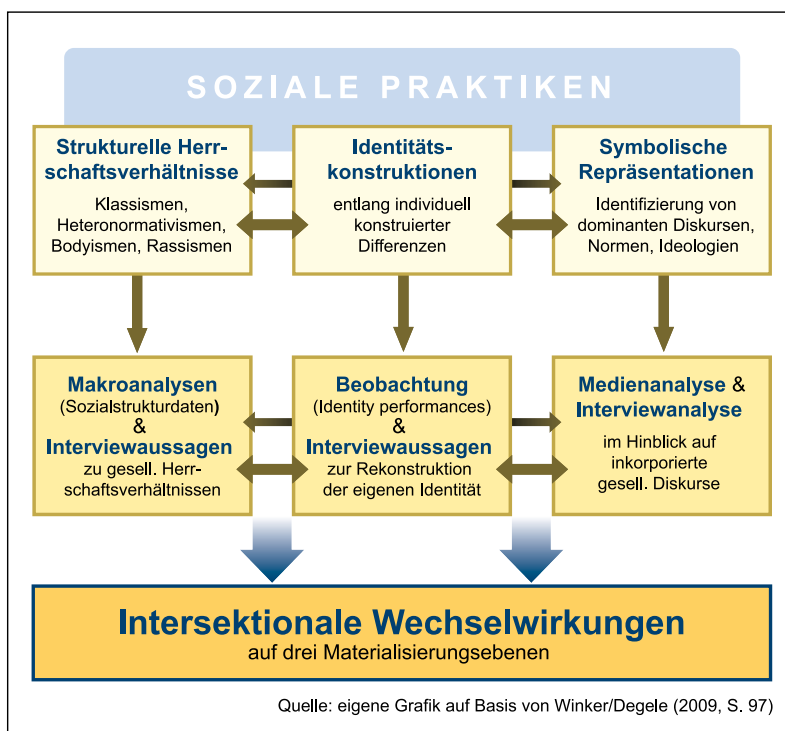 SOZIALE PRAKTIKEN
Strukturelle Herr-
schaftsverhältnisse
Klassismen,
Heteronormativismen,
Bodyismen, Rassismen
Identitäts-
konstruktionen
entlang individuell
konstruierter
Differenzen
Symbolische
Repräsentationen
Identifizierung von
dominanten Diskursen,
Normen, Ideologien
Makroanalysen
(Sozialstrukturdaten)
&
Interviewaussagen
zu gesell. Herr-
schaftsverhältnissen
Beobachtung
(Identity performances)
&
Interviewaussagen
zur Rekonstruktion
der eigenen Identität
Medienanalyse &
Interviewanalyse
im Hinblick auf
inkorporierte
gesell. Diskurse
Intersektionale Wechselwirkungen
auf drei Materialisierungsebenen
Quelle: eigene Grafik auf Basis von Winker/Degele (2009, S. 97)